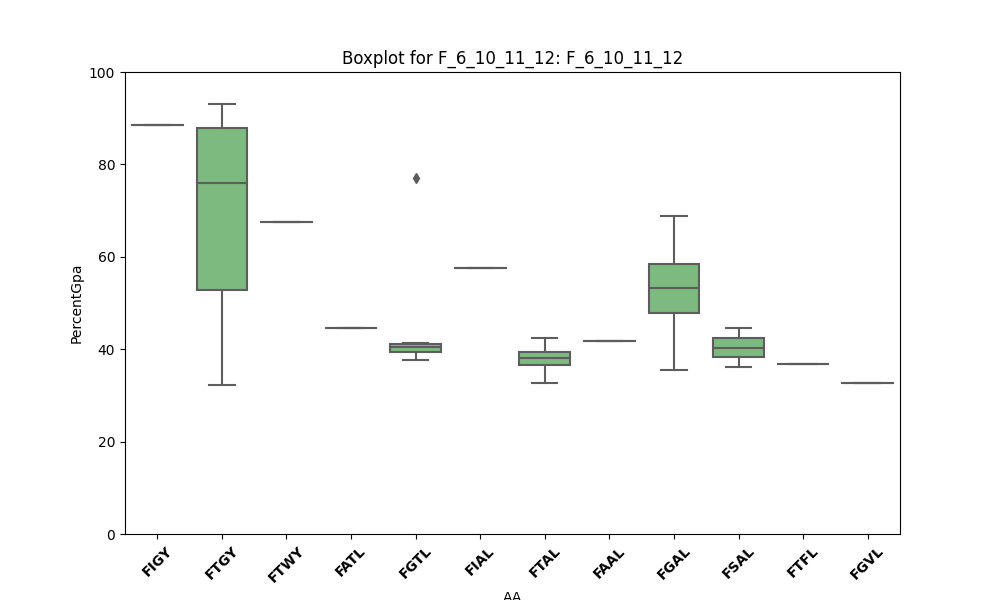 Boxplot for F_6_10_11_12: F_6_10_11_12
PercentGpa
100
80
60
40
20
0
FIGY
FTGY
FTWY
FATL
FGTL
FIAL
FTAL
FAAL
FGAL
FSAL
FTFL
FGVL
AA